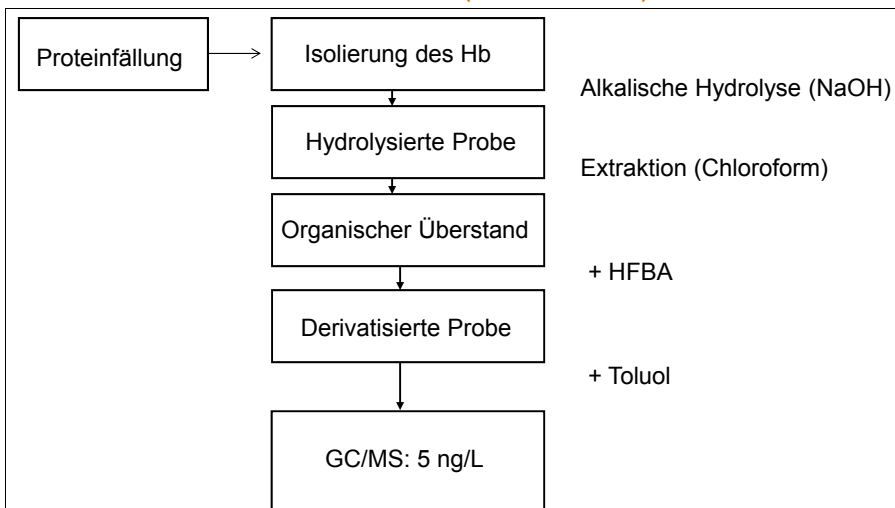 Proteinfällung
Isolierung des Hb
Alkalische Hydrolyse (NaOH)
Hydrolysierte Probe
Extraktion (Chloroform)
Organischer Überstand
+ HFBA
Derivatisierte Probe
+ Toluol
GC/MS: 5 ng/L